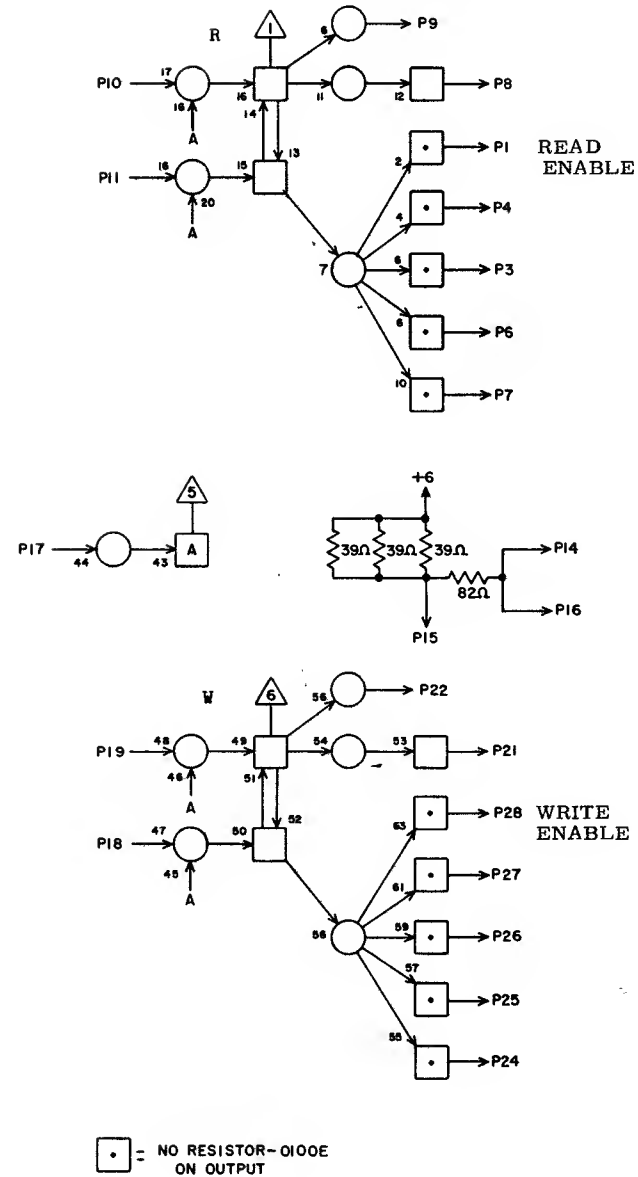 R
1
6
P9
P10
17
16
16
11
12
P8
A
14
13
P11
16
15
20
A
2
P1
READ
ENABLE
4
P4
7
6
P3
6
P6
10
P7
5
P17
44
43
A
+6
39Ω
39Ω
39Ω
82Ω
P14
P16
P15
W
6
56
P22
P19
48
49
54
53
P21
46
51
A
52
P18
47
50
45
A
63
P28
WRITE
ENABLE
61
P27
56
59
P26
57
P25
55
P24
= NO RESISTOR-0100E
ON OUTPUT